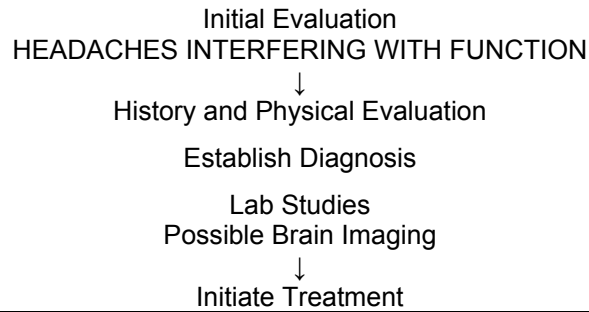 Initial Evaluation
HEADACHES INTERFERING WITH FUNCTION
↓
History and Physical Evaluation
Establish Diagnosis
Lab Studies
Possible Brain Imaging
↓
Initiate Treatment